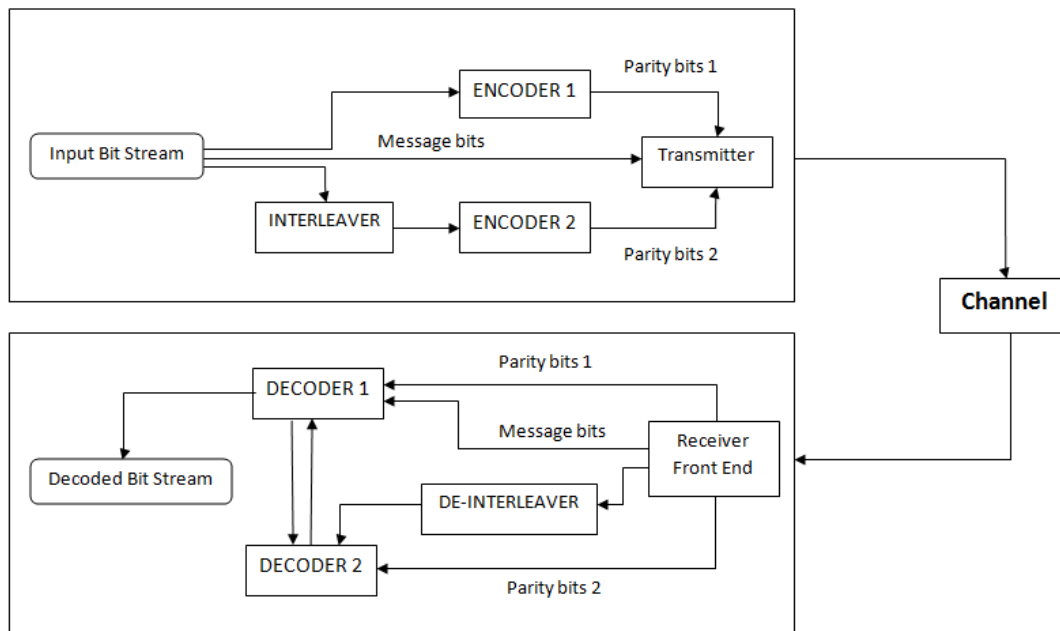 Parity bits 1
ENCODER 1
Message bits
Input Bit Stream
Transmitter
INTERLEAVER
ENCODER 2
Parity bits 2
Channel
Parity bits 1
DECODER 1
Message bits
Receiver
Front End
Decoded Bit Stream
DE-INTERLEAVER
DECODER 2
Parity bits 2